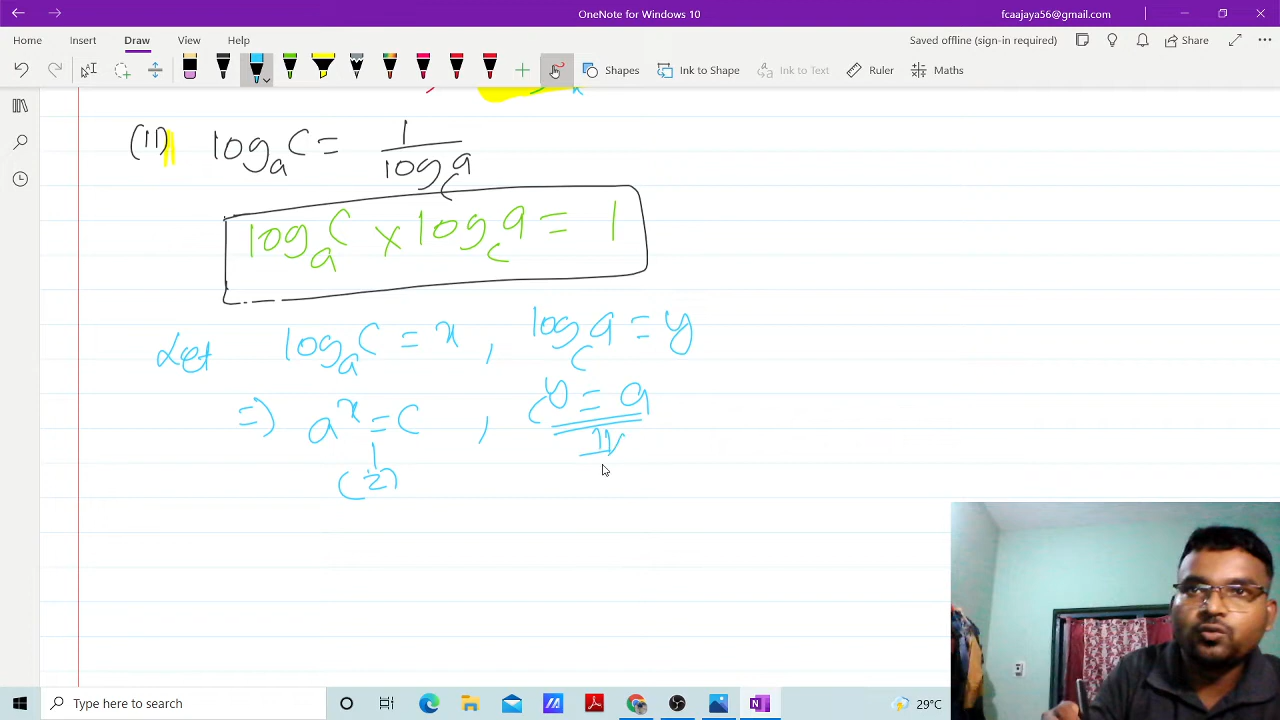 OneNote for Windows 10
fcaajaya56@gmail.com
Home Insert Draw View Help
Saved offline (sign-in required)
Share
Shapes
Ink to Shape
Ink to Text
Ruler
Maths
(11) log_a C = 1/log_c a
log_a C × log_c a = 1
Let log_a C = x , log_c a = y
=) a^x = C , C^y = a
(2)
Type here to search
29°C